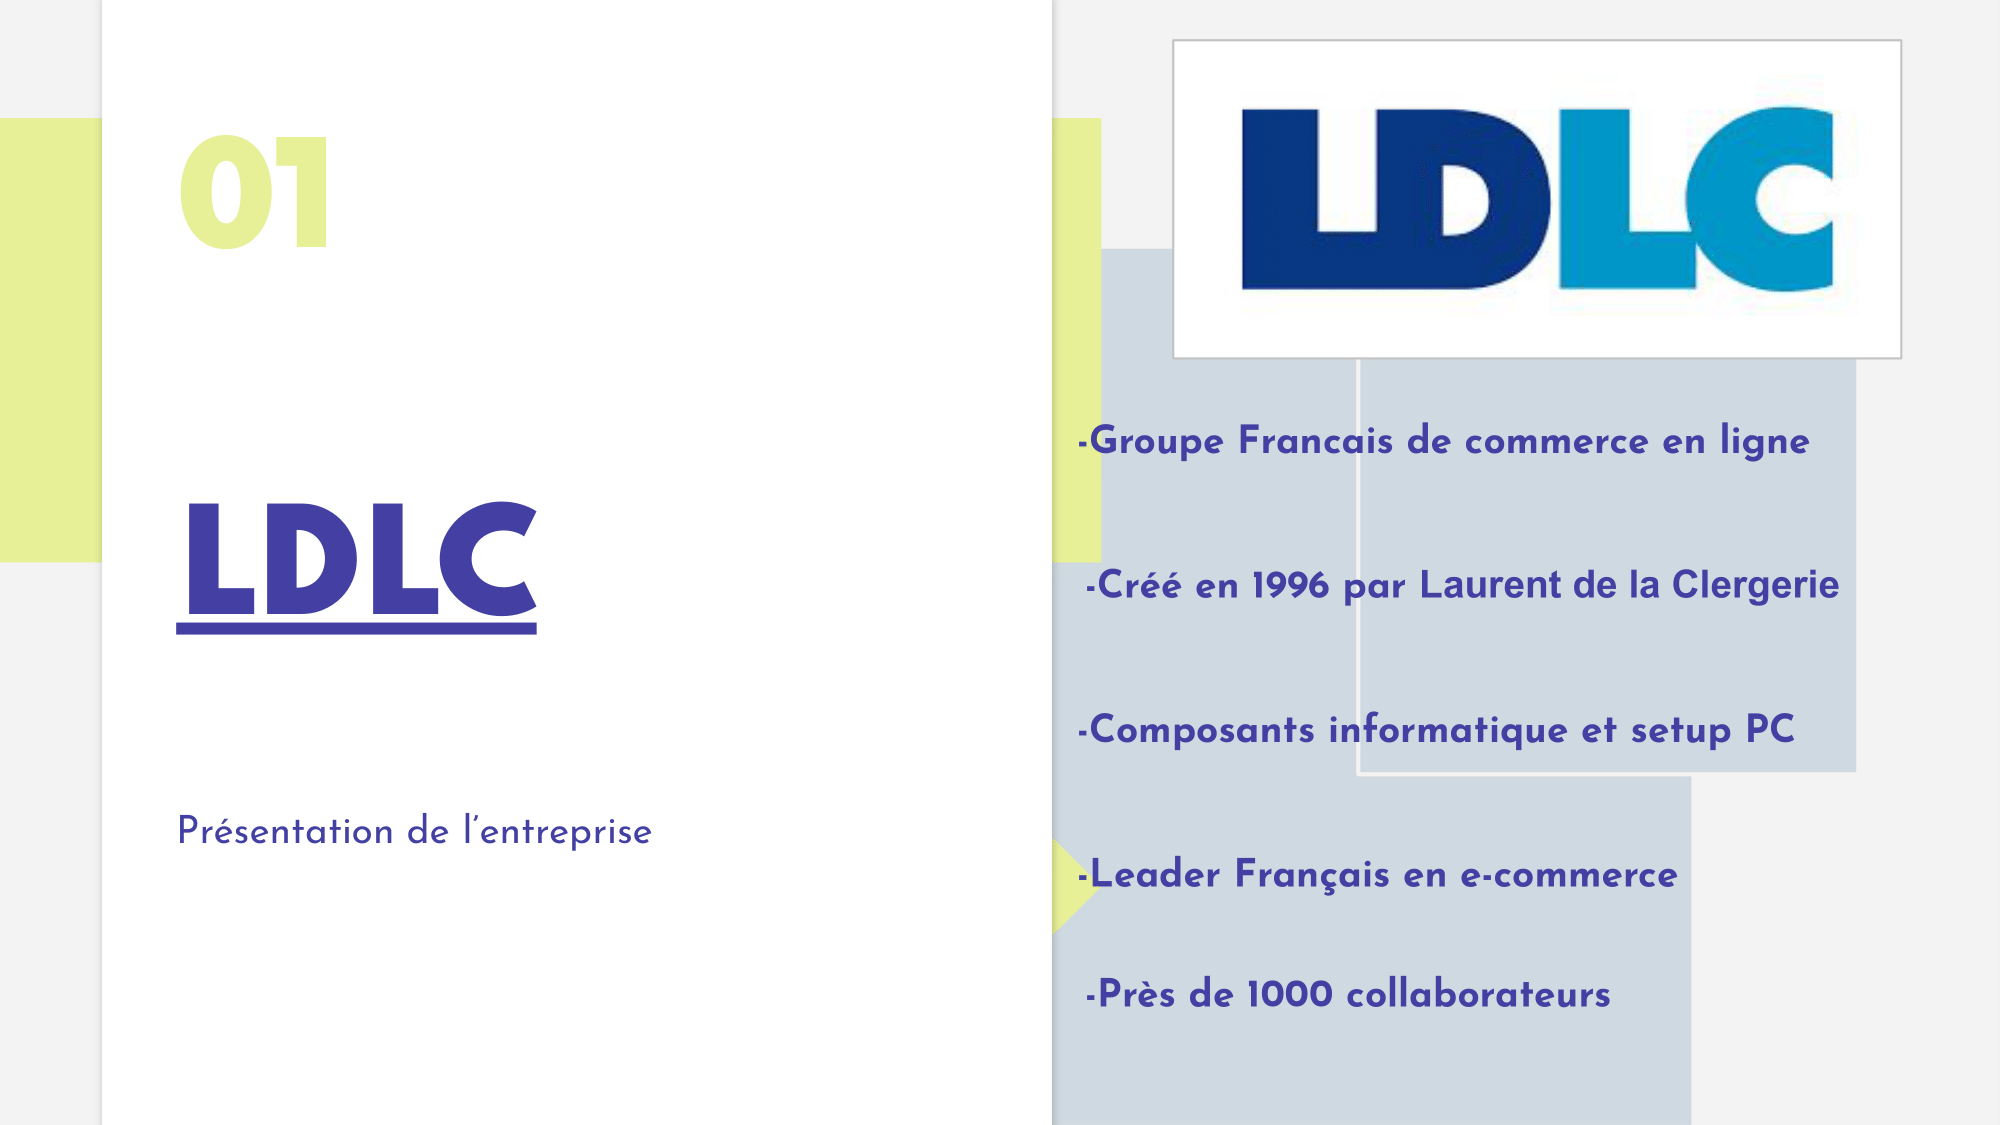 01
LDLC
Présentation de l’entreprise
LDLC
-Groupe Francais de commerce en ligne
-Créé en 1996 par Laurent de la Clergerie
-Composants informatique et setup PC
-Leader Français en e-commerce
-Près de 1000 collaborateurs